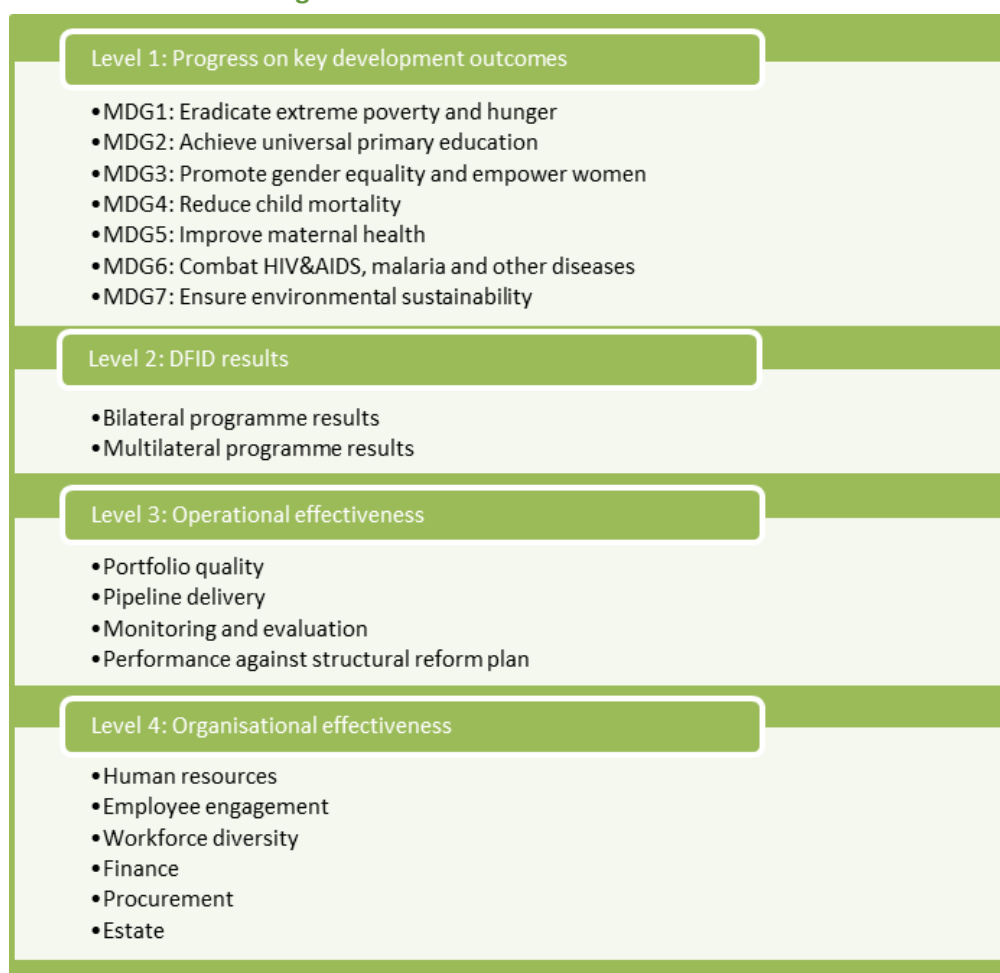 Level 1: Progress on key development outcomes
•MDG1: Eradicate extreme poverty and hunger
•MDG2: Achieve universal primary education
•MDG3: Promote gender equality and empower women
•MDG4: Reduce child mortality
•MDG5: Improve maternal health
•MDG6: Combat HIV&AIDS, malaria and other diseases
•MDG7: Ensure environmental sustainability
Level 2: DFID results
•Bilateral programme results
•Multilateral programme results
Level 3: Operational effectiveness
•Portfolio quality
•Pipeline delivery
•Monitoring and evaluation
•Performance against structural reform plan
Level 4: Organisational effectiveness
•Human resources
•Employee engagement
•Workforce diversity
•Finance
•Procurement
•Estate